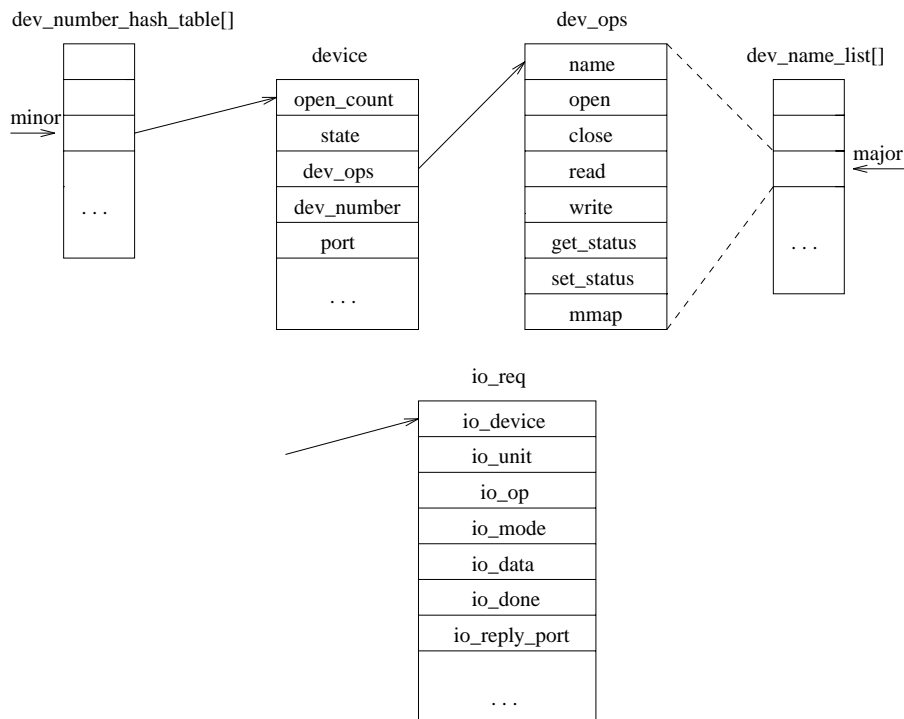 dev_number_hash_table[]
minor
. . .
device
open_count
state
dev_ops
dev_number
port
. . .
dev_ops
name
open
close
read
write
get_status
set_status
mmap
dev_name_list[]
major
. . .
io_req
io_device
io_unit
io_op
io_mode
io_data
io_done
io_reply_port
. . .